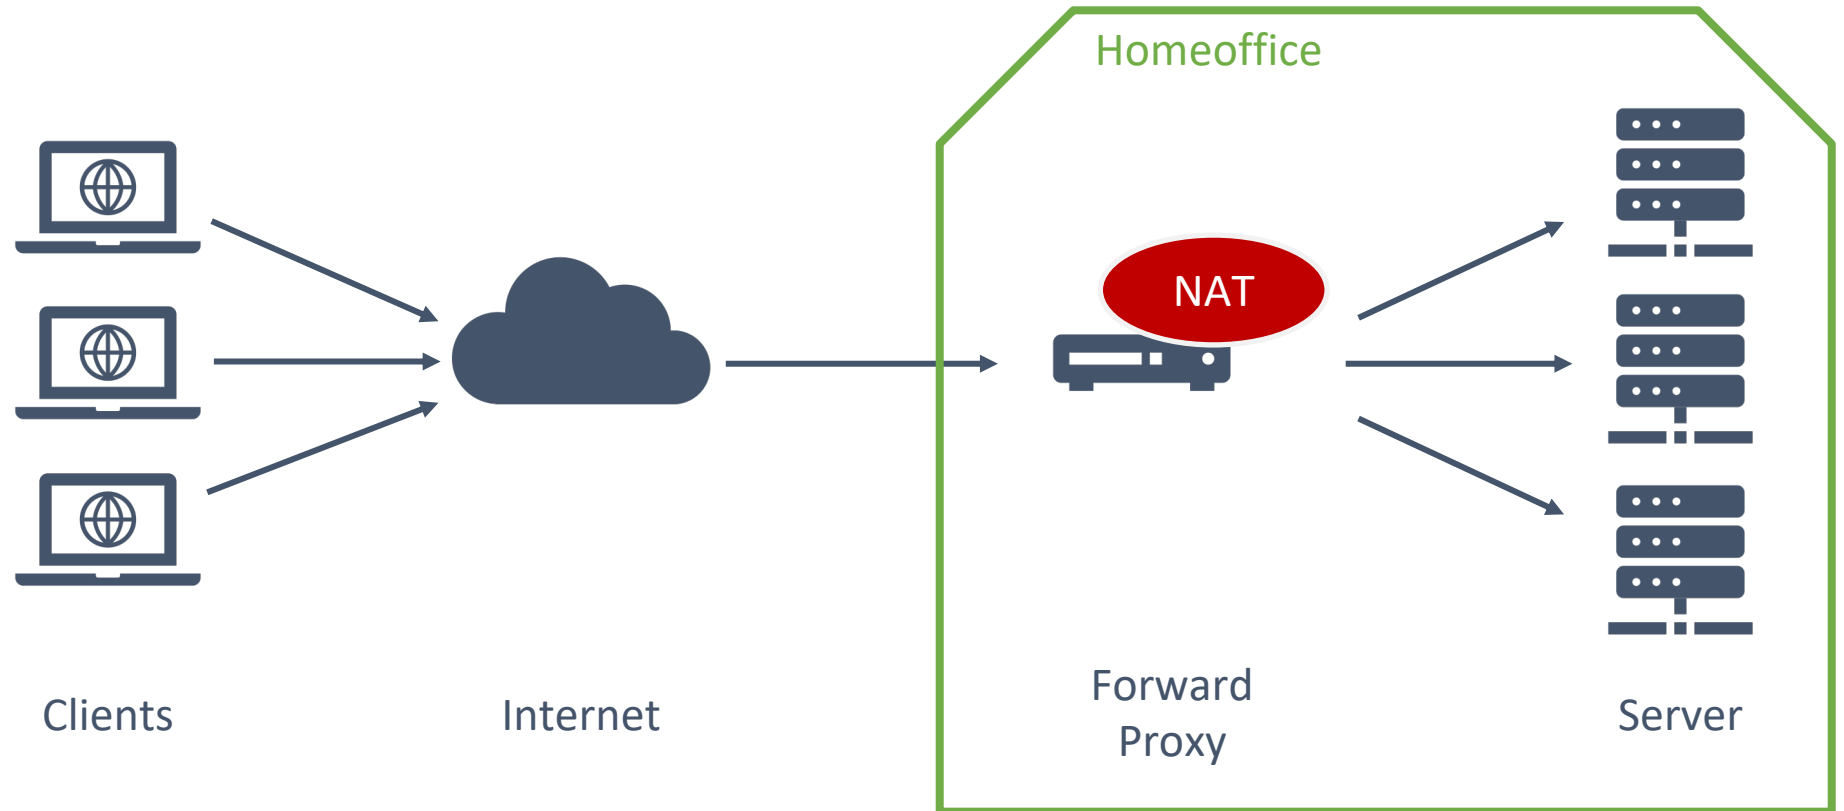 Homeoffice
NAT
Clients
Internet
Forward
Proxy
Server